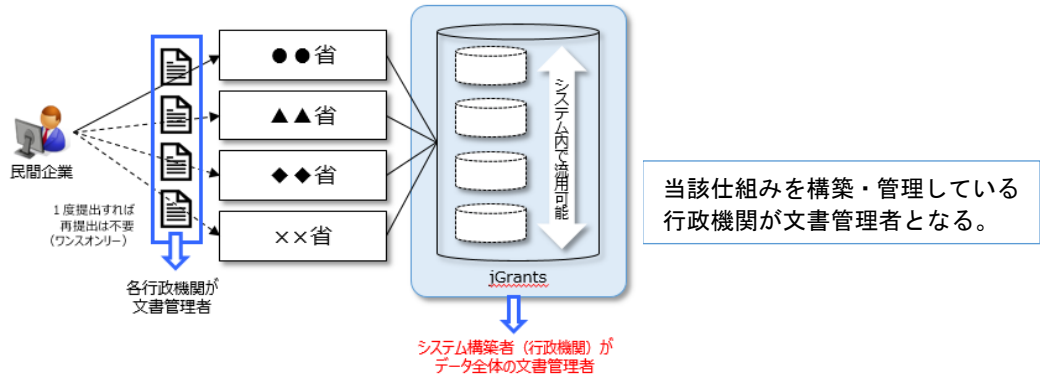 ●●省
▲▲省
◆◆省
××省
民間企業
1度提出すれば
再提出は不要
(ワンスオンリー)
各行政機関が
文書管理者
システム内で流用可能
jGrants
システム構築者(行政機関)が
データ全体の文書管理者
当該仕組みを構築・管理している
行政機関が文書管理者となる。